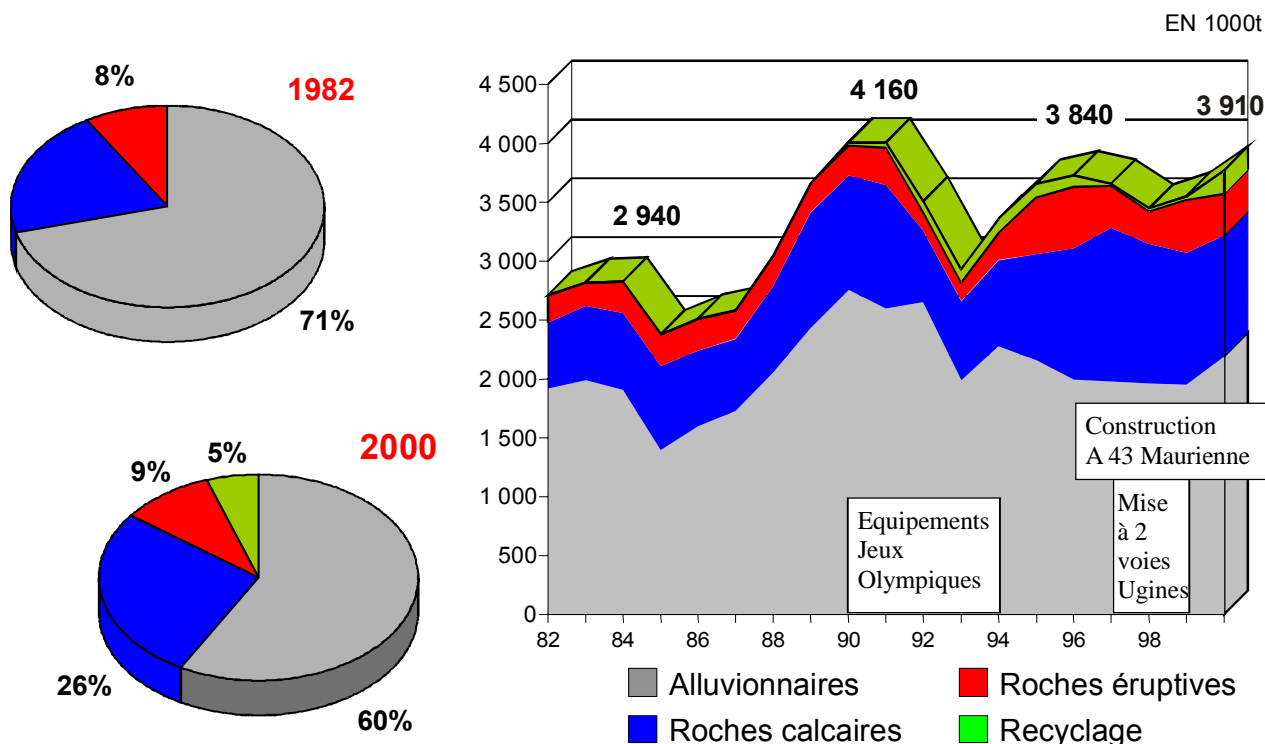 EN 1000t
8%
1982
71%
2000
9%
5%
26%
60%
4 500
4 000
3 500
3 000
2 500
2 000
1 500
1 000
500
0
2 940
4 160
3 840
3 910
Construction
A 43 Maurienne
Equipements
Jeux
Olympiques
Mise
à 2
voies
Ugines
82 84 86 88 90 92 94 96 98
Alluvionnaires
Roches éruptives
Roches calcaires
Recyclage